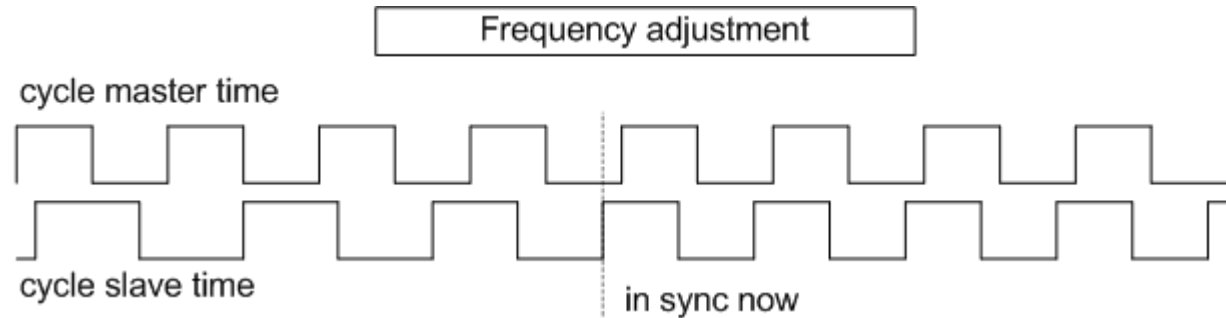 Frequency adjustment
cycle master time
cycle slave time
in sync now